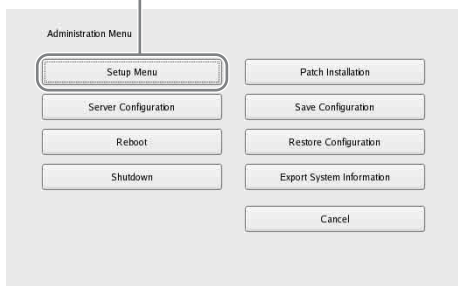 Administration Menu
Setup Menu
Patch Installation
Server Configuration
Save Configuration
Reboot
Restore Configuration
Shutdown
Export System Information
Cancel